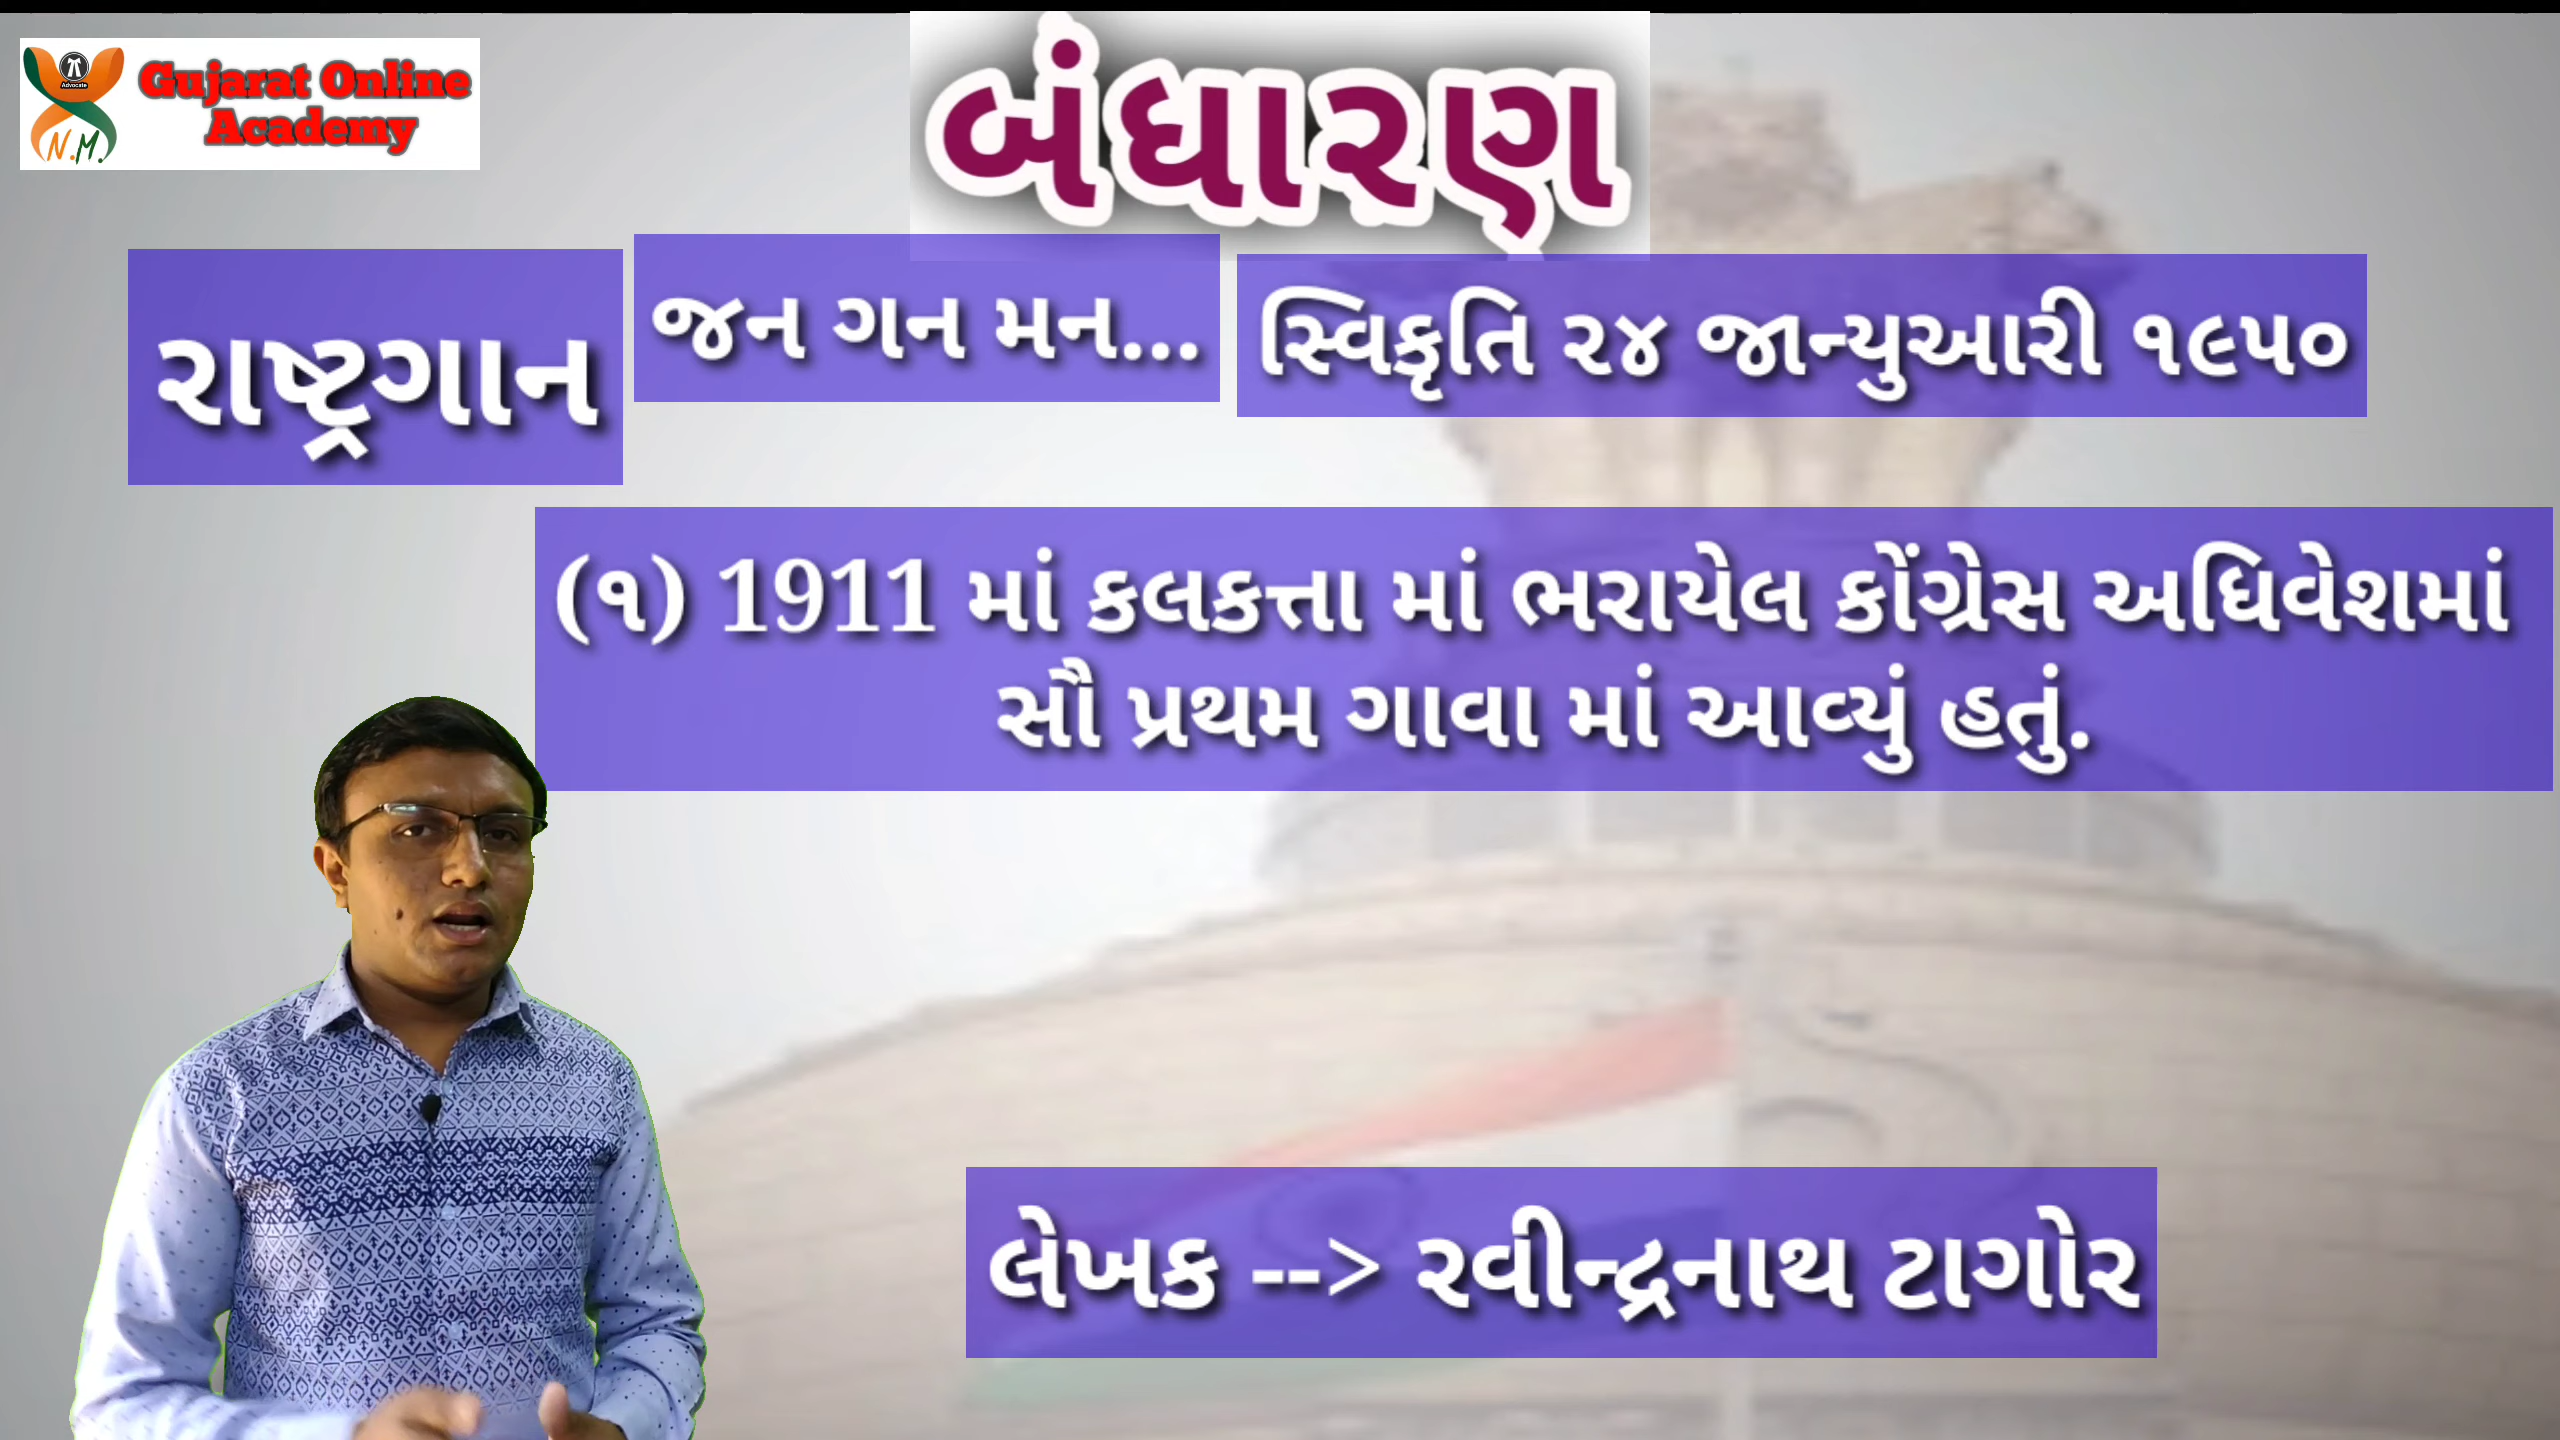 Advocate
N.M.
Gujarat Online
Academy
બંધારણ
રાષ્ટ્રગાન
જન ગન મન...
સ્વિકૃતિ ૨૪ જાન્યુઆરી ૧૯૫૦
(૧) 1911 માં કલકત્તા માં ભરાયેલ કોંગ્રેસ અધિવેશમાં
સૌ પ્રથમ ગાવા માં આવ્યું હતું.
લેખક --> રવીન્દ્રનાથ ટાગોર